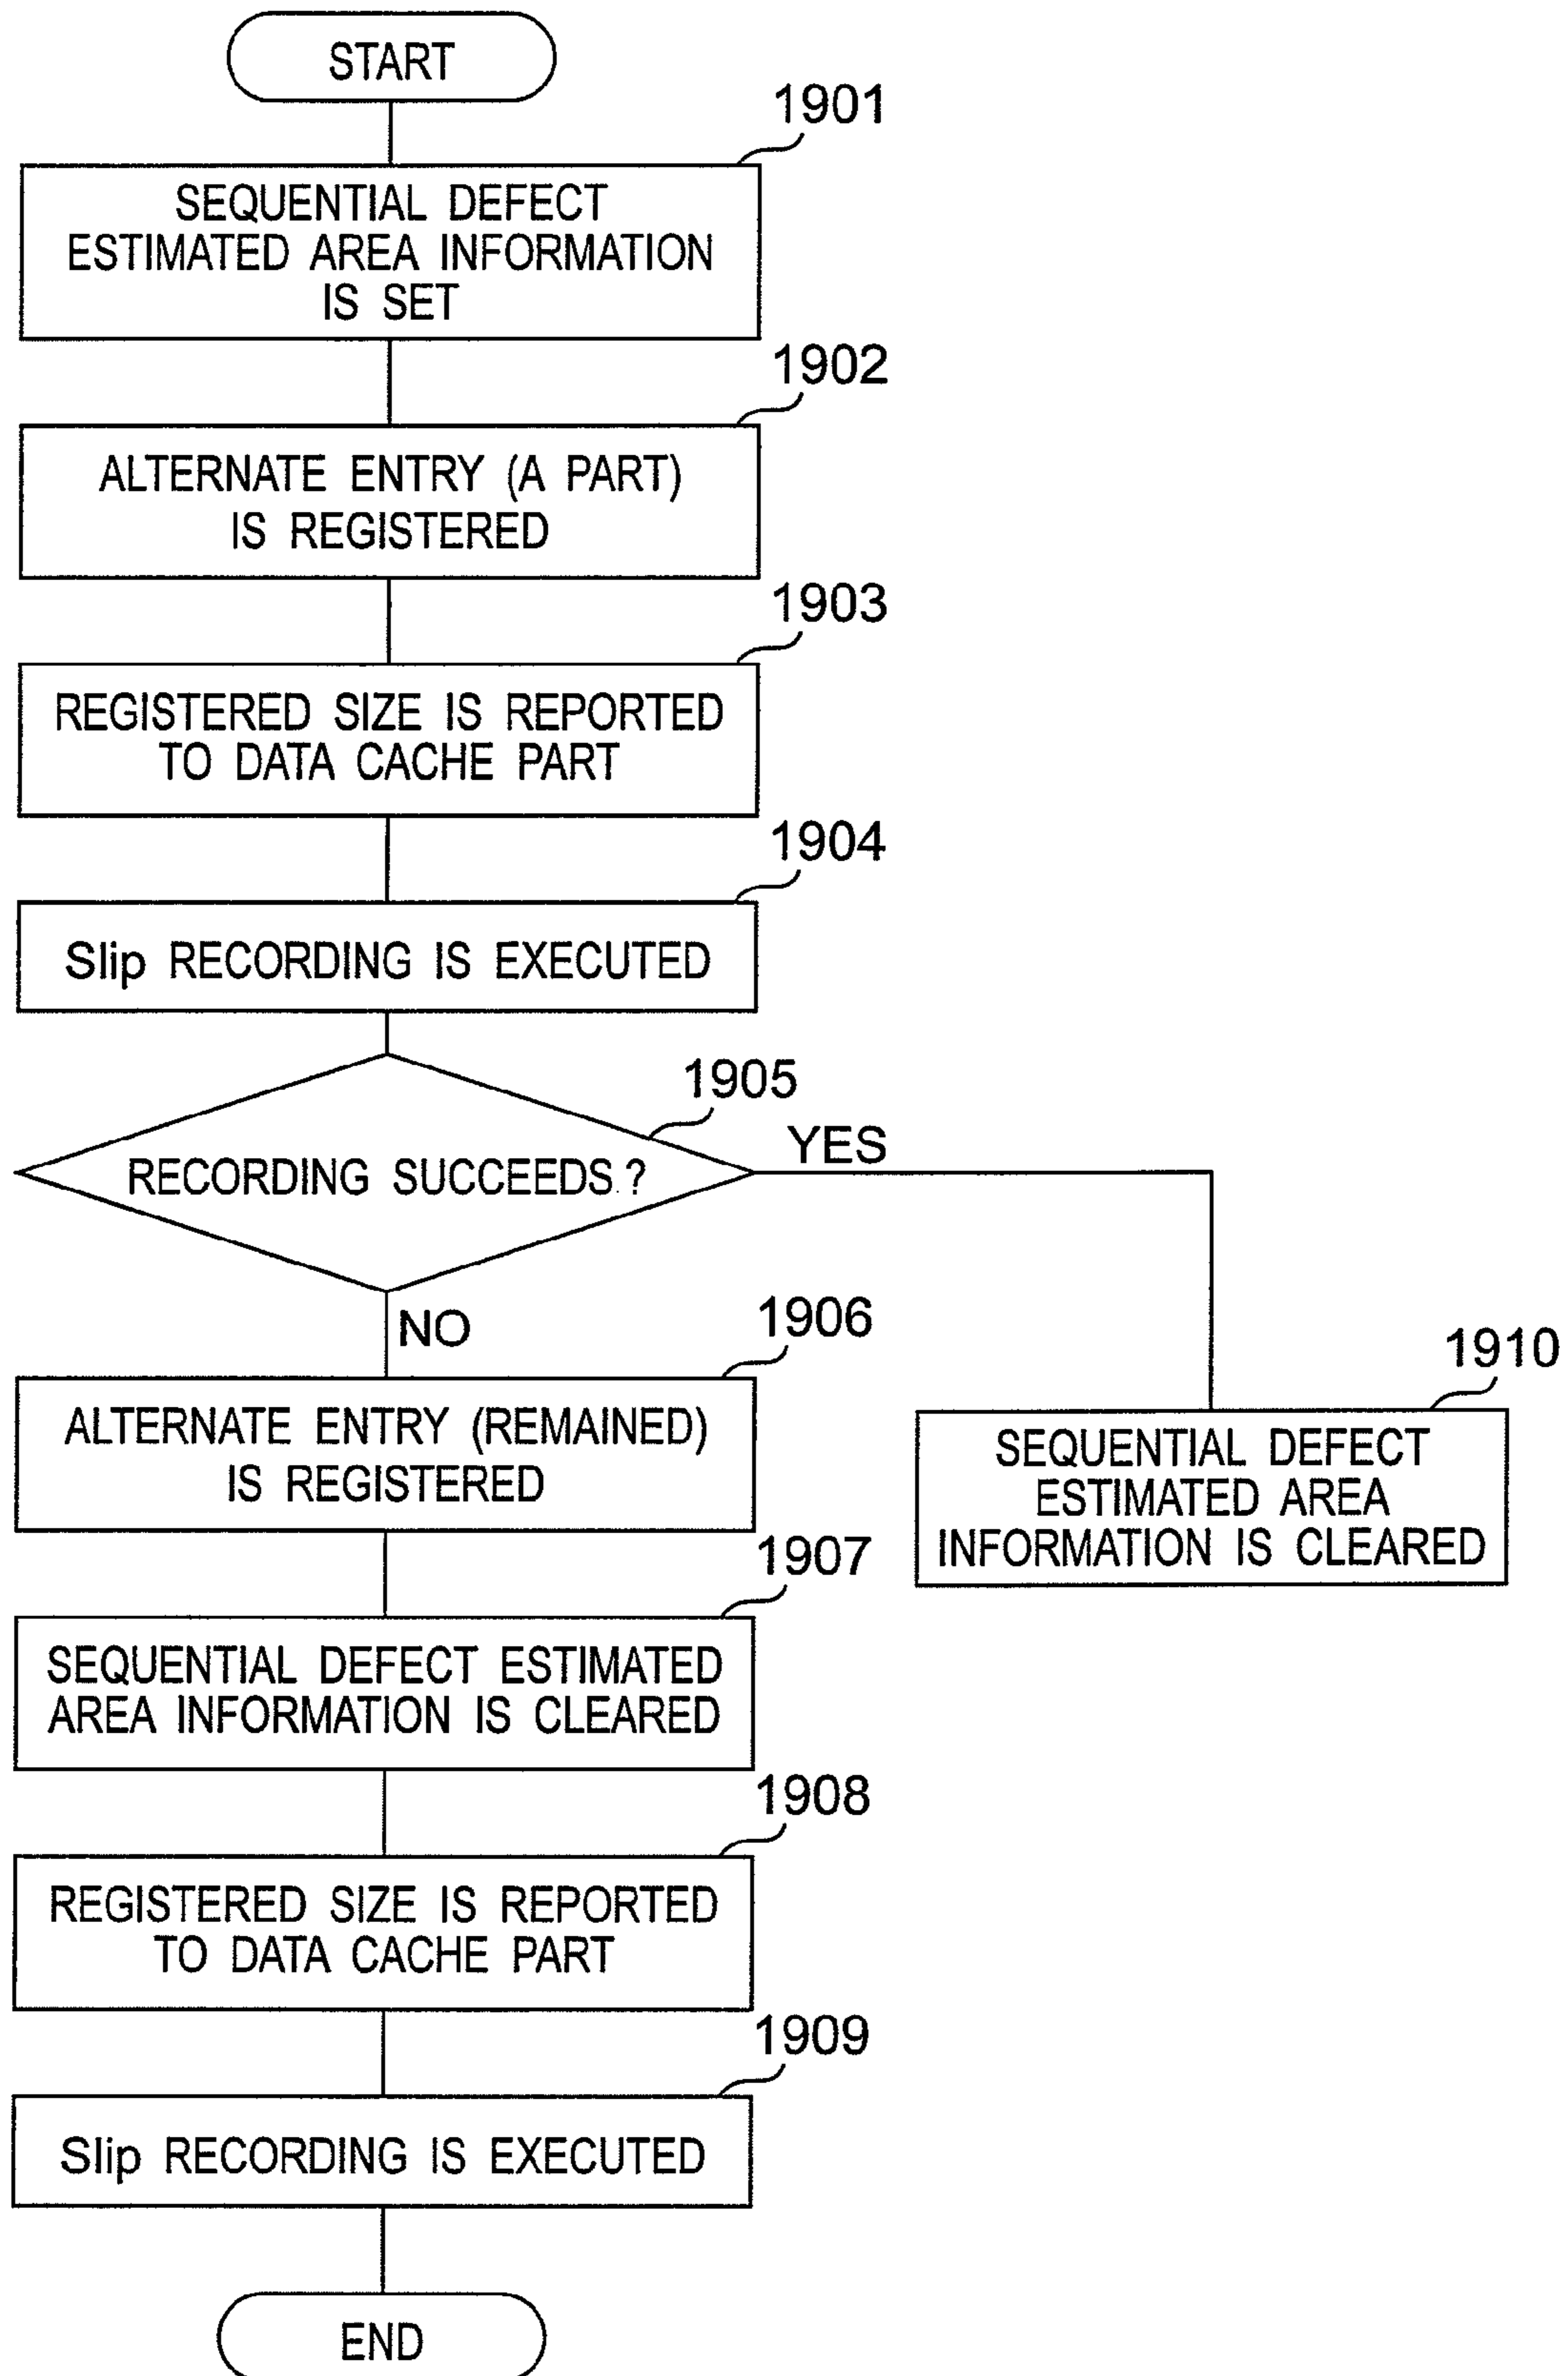 START
1901
SEQUENTIAL DEFECT
ESTIMATED AREA INFORMATION
IS SET
1902
ALTERNATE ENTRY (A PART)
IS REGISTERED
1903
REGISTERED SIZE IS REPORTED
TO DATA CACHE PART
1904
Slip RECORDING IS EXECUTED
1905
RECORDING SUCCEEDS ?
YES
NO
1906
ALTERNATE ENTRY (REMAINED)
IS REGISTERED
1910
SEQUENTIAL DEFECT
ESTIMATED AREA
INFORMATION IS CLEARED
1907
SEQUENTIAL DEFECT ESTIMATED
AREA INFORMATION IS CLEARED
1908
REGISTERED SIZE IS REPORTED
TO DATA CACHE PART
1909
Slip RECORDING IS EXECUTED
END